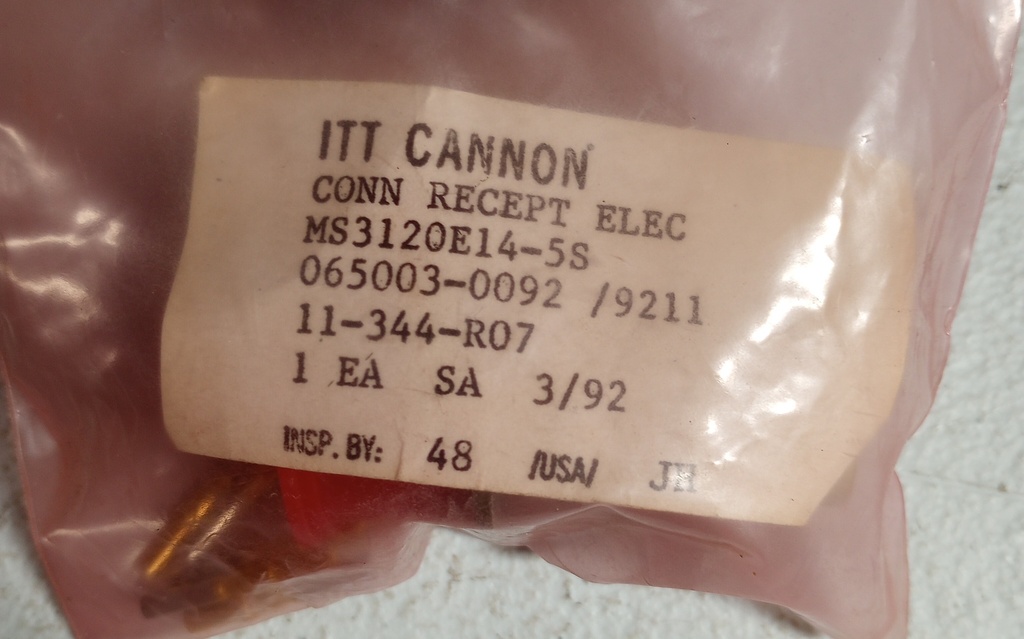 ITT CANNON
CONN RECEPT ELEC
MS3120E14-5S
065003-0092 /9211
11-344-R07
1 EA SA 3/92
INSP. BY: 48 /USA/ JH